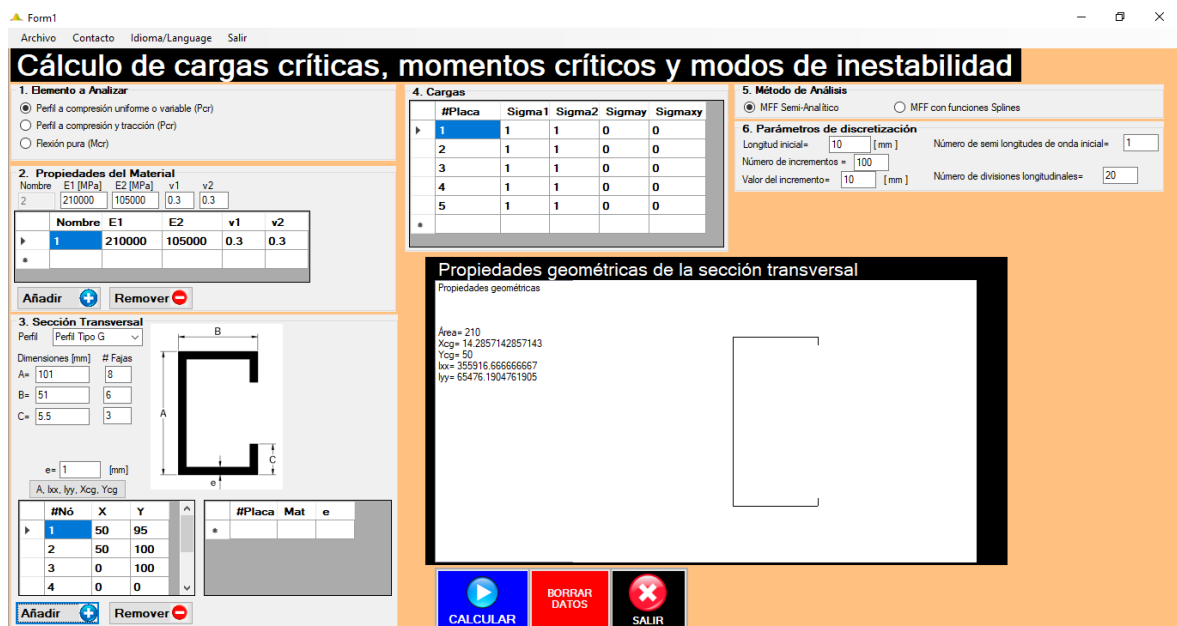 Form1
Archivo Contacto Idioma/Language Salir
Cálculo de cargas críticas, momentos críticos y modos de inestabilidad
1. Elemento a Analizar
Perfil a compresión uniforme o variable (Pcr)
Perfil a compresión y tracción (Pcr)
Flexión pura (Mcr)
2. Propiedades del Material
Nombre E1 [MPa] E2 [MPa] v1 v2
2 210000 105000 0.3 0.3
Nombre E1 E2 v1 v2
1 210000 105000 0.3 0.3
Añadir Remover
3. Sección Transversal
Perfil Perfil Tipo G
Dimensiones [mm] # Fajas
A= 101 8
B= 51 6
C= 5.5 3
e= 1 [mm]
A, Ixx, Iyy, Xcg, Ycg
B
A
C
e
#Nó X Y
1 50 95
2 50 100
3 0 100
4 0 0
#Placa Mat e
Añadir Remover
4. Cargas
#Placa Sigma1 Sigma2 Sigmay Sigmaxy
1 1 1 0 0
2 1 1 0 0
3 1 1 0 0
4 1 1 0 0
5 1 1 0 0
5. Método de Análisis
MFF Semi-Analítico MFF con funciones Splines
6. Parámetros de discretización
Longitud inicial= 10 [mm] Número de semi longitudes de onda inicial= 1
Número de incrementos = 100
Valor del incremento= 10 [mm] Número de divisiones longitudinales= 20
Propiedades geométricas de la sección transversal
Propiedades geométricas
Área= 210
Xcg= 14.2857142857143
Ycg= 50
Ixx= 355916.666666667
Iyy= 65476.1904761905
CALCULAR
BORRAR
DATOS
SALIR